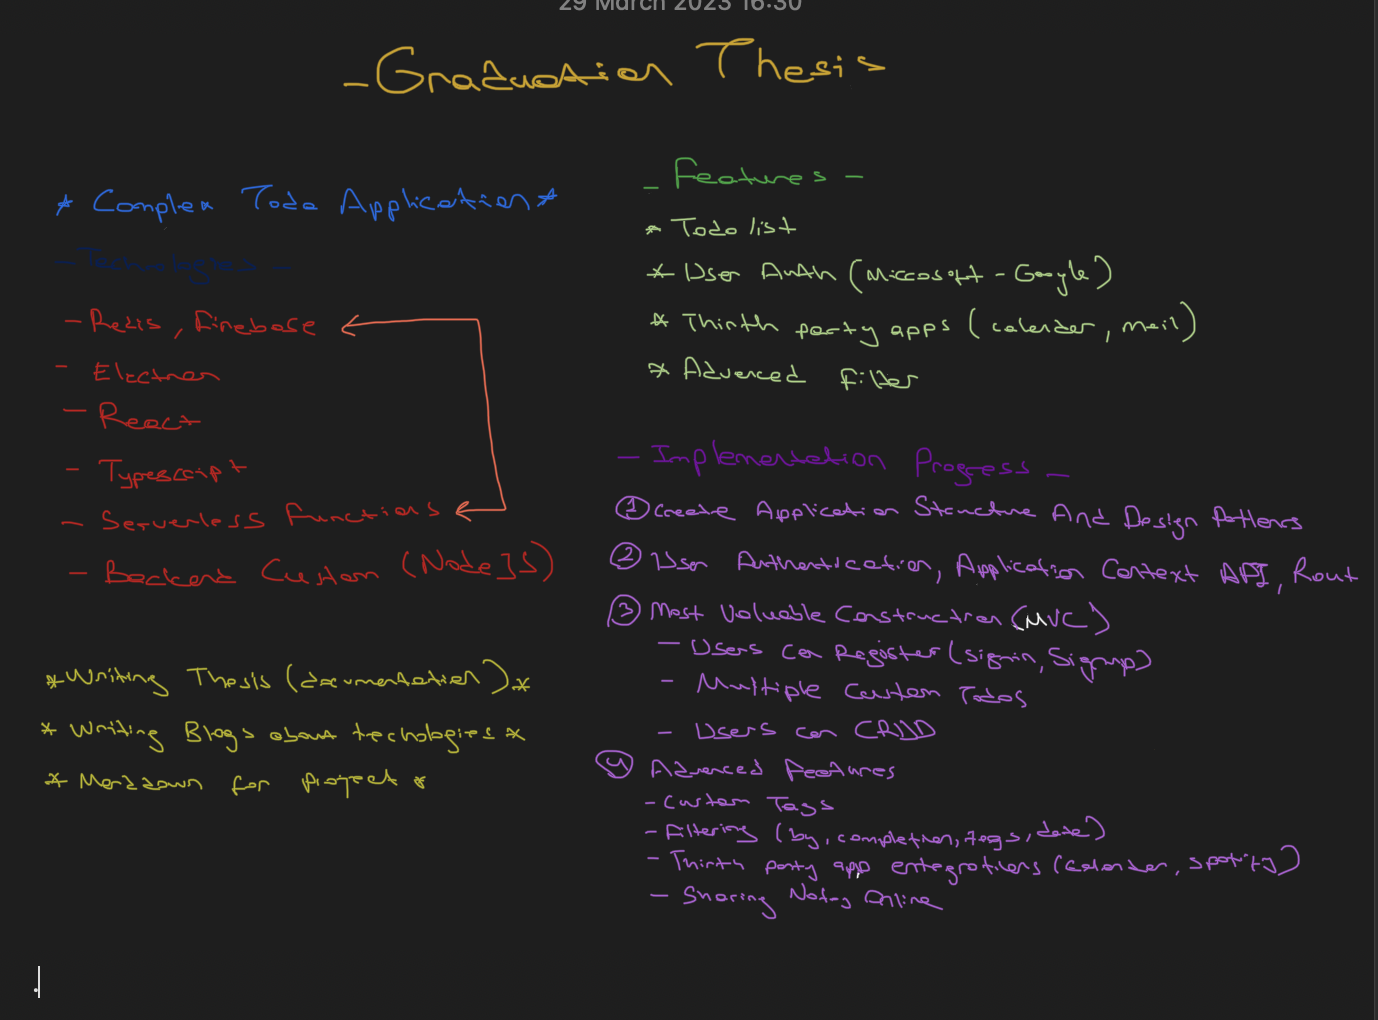 29 March 2023 16:30
- Graduation Thesis
* Complex Todo Application *
- Technologies -
- Redis, Firebase
- Electron
- React
- Typescript
- Serverless Functions
- Backend Custom (NodeJS)
* Writing Thesis (documentation) *
* Writing Blogs about technologies *
* Markdown for project *
- Features -
* Todo list
* User Auth (Microsoft - Google)
* Thirth party apps (calender, mail)
* Advanced Filter
- Implementation Progress -
① Create Application Structure And Design Patterns
② User Authentication, Application Context API, Rout
③ Most Valuable Construction (MVC)
- Users can Register (signin, Signup)
- Multiple Custom Todos
- Users can CRUD
④ Advanced Features
- Custom Tags
- Filtering (by, completion, tags, date)
- Thirth party app entegrations (Calender, spotify)
- Sharing Notes Online